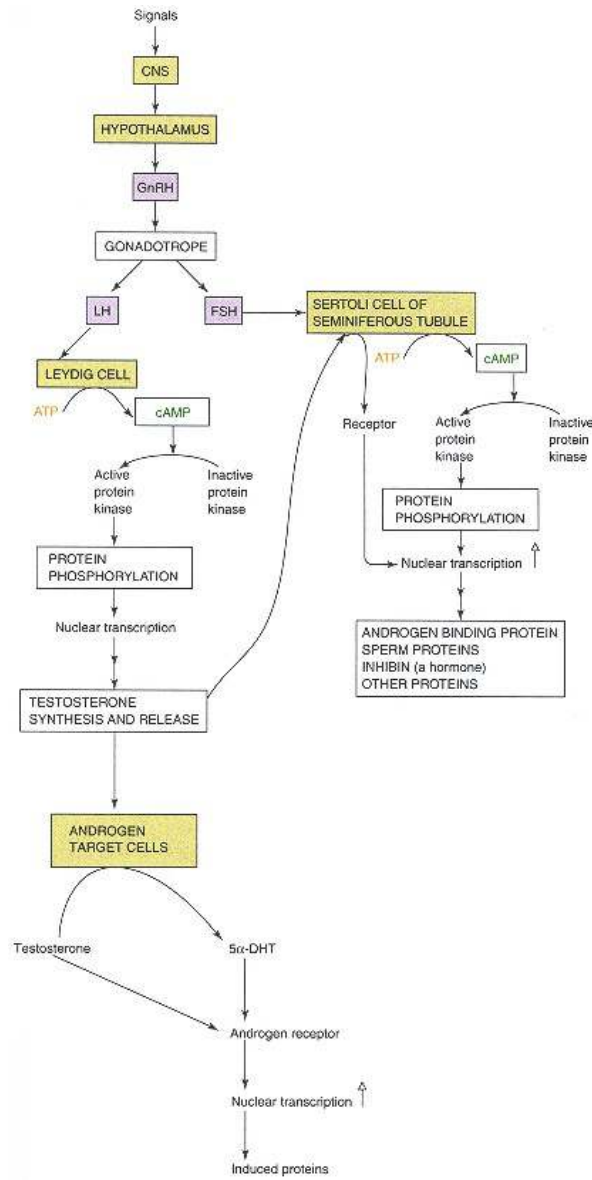 Signals
CNS
HYPOTHALAMUS
GnRH
GONADOTROPE
LH
FSH
SERTOLI CELL OF
SEMINIFEROUS TUBULE
LEYDIG CELL
ATP
cAMP
Active
protein
kinase
Inactive
protein
kinase
PROTEIN
PHOSPHORYLATION
Nuclear transcription
TESTOSTERONE
SYNTHESIS AND RELEASE
ATP
cAMP
Receptor
Active
protein
kinase
Inactive
protein
kinase
PROTEIN
PHOSPHORYLATION
Nuclear transcription
ANDROGEN BINDING PROTEIN
SPERM PROTEINS
INHIBIN (a hormone)
OTHER PROTEINS
ANDROGEN
TARGET CELLS
Testosterone
5α-DHT
Androgen receptor
Nuclear transcription
Induced proteins